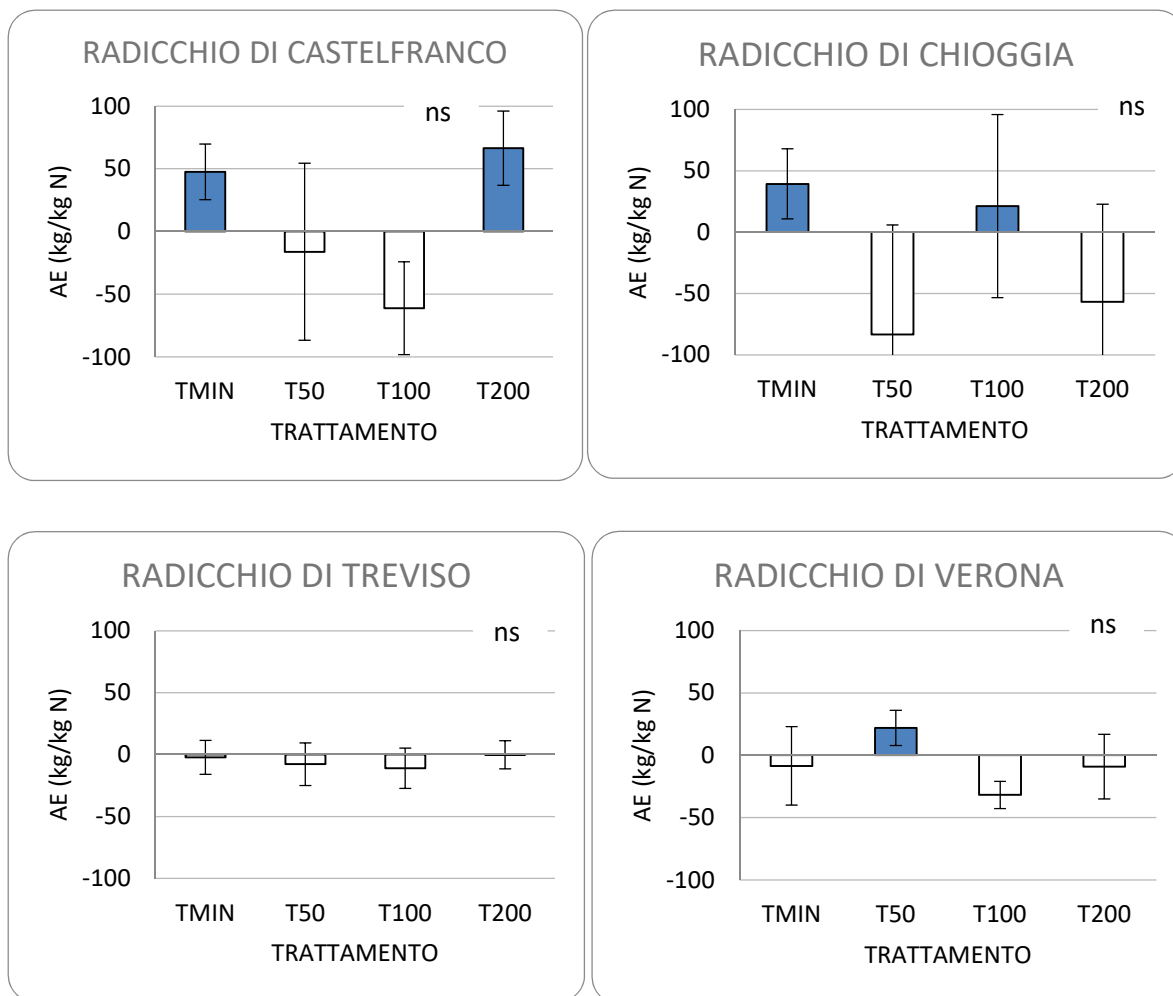 RADICCHIO DI CASTELFRANCO
ns
AE (kg/kg N)
100
50
0
-50
-100
TMIN T50 T100 T200
TRATTAMENTO
RADICCHIO DI CHIOGGIA
ns
AE (kg/kg N)
100
50
0
-50
-100
TMIN T50 T100 T200
TRATTAMENTO
RADICCHIO DI TREVISO
ns
AE (kg/kg N)
100
50
0
-50
-100
TMIN T50 T100 T200
TRATTAMENTO
RADICCHIO DI VERONA
ns
AE (kg/kg N)
100
50
0
-50
-100
TMIN T50 T100 T200
TRATTAMENTO